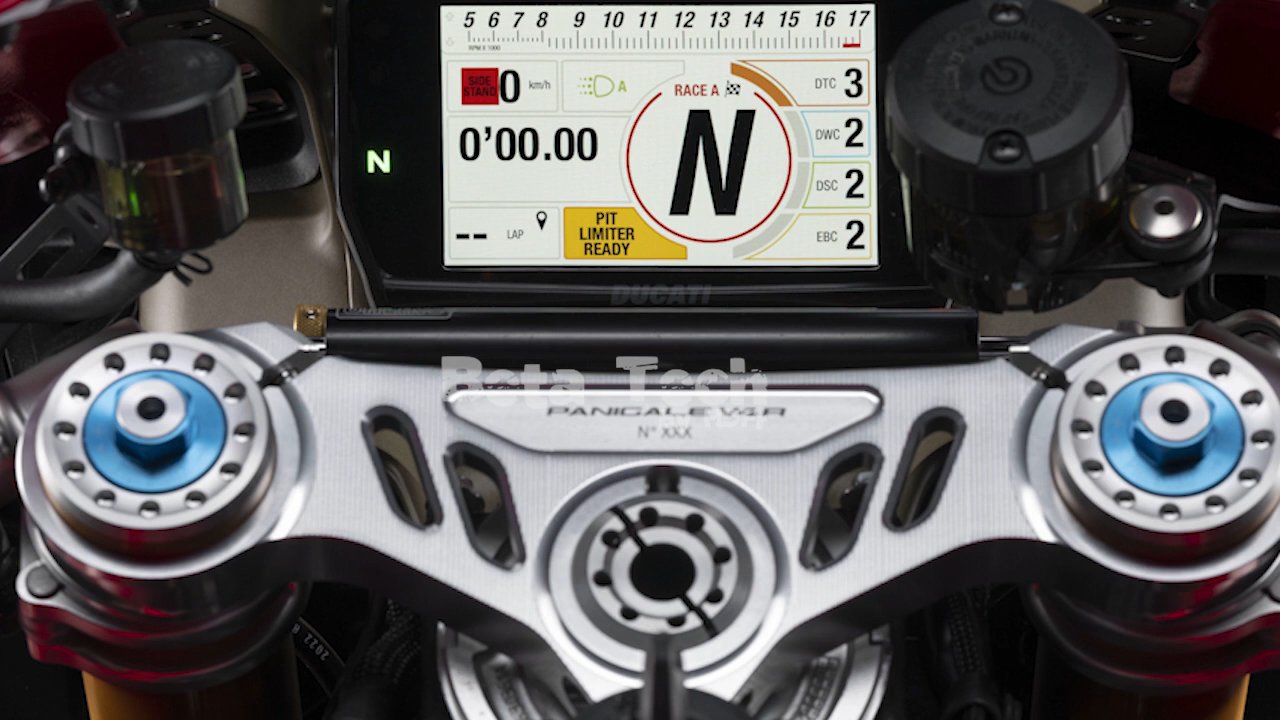 5 6 7 8 9 10 11 12 13 14 15 16 17
RPM X 1000
SIDE
STAND
0 km/h
A
RACE A
DTC 3
N
0'00.00
N
DWC 2
DSC 2
-- LAP
PIT
LIMITER
READY
EBC 2
DUCATI
Beta Tech
PANIGALE V4 R
N° XXX
2022